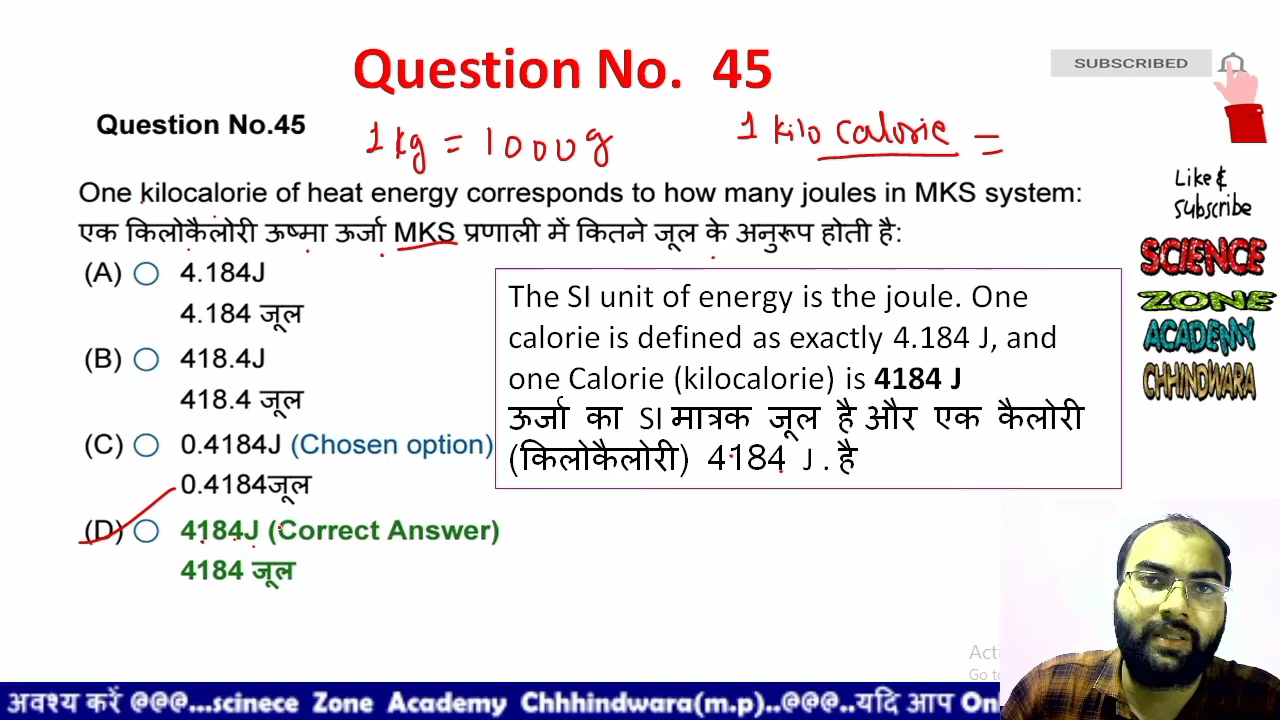 Question No. 45
SUBSCRIBED
Question No.45
1 kg = 1000g
1 kilo calorie =
One kilocalorie of heat energy corresponds to how many joules in MKS system:
एक किलोकैलोरी ऊष्मा ऊर्जा MKS प्रणाली में कितने जूल के अनुरूप होती है:
(A) 4.184J
4.184 जूल
(B) 418.4J
418.4 जूल
(C) 0.4184J (Chosen option)
0.4184जूल
(D) 4184J (Correct Answer)
4184 जूल
The SI unit of energy is the joule. One
calorie is defined as exactly 4.184 J, and
one Calorie (kilocalorie) is 4184 J
ऊर्जा का SI मात्रक जूल है और एक कैलोरी
(किलोकैलोरी) 4184 J . है
Like &
Subscribe
SCIENCE
ZONE
ACADEMY
CHHINDWARA
Acti
Go to
अवश्य करें @@@...scinece Zone Academy Chhhindwara(m.p)..@@@..यदि आप On